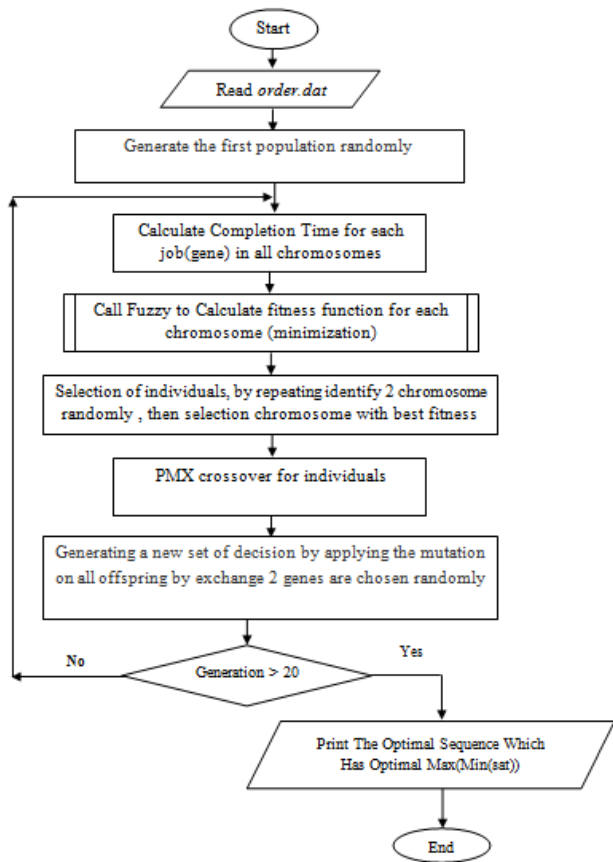 Start
Read order.dat
Generate the first population randomly
Calculate Completion Time for each
job(gene) in all chromosomes
Call Fuzzy to Calculate fitness function for each
chromosome (minimization)
Selection of individuals, by repeating identify 2 chromosome
randomly , then selection chromosome with best fitness
PMX crossover for individuals
Generating a new set of decision by applying the mutation
on all offspring by exchange 2 genes are chosen randomly
No
Generation > 20
Yes
Print The Optimal Sequence Which
Has Optimal Max(Min(sat))
End